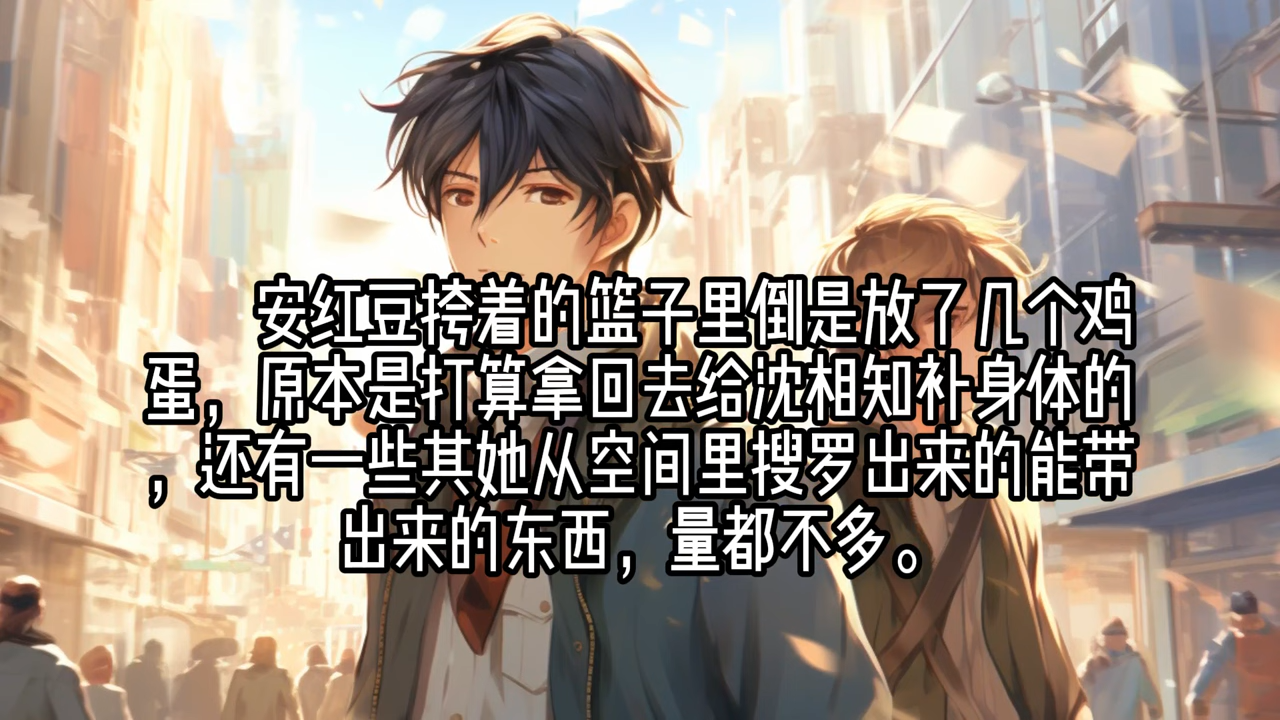 安红豆挎着的篮子里倒是放了几个鸡
蛋，原本是打算拿回去给沈相知补身体的
，还有一些其她从空间里搜罗出来的能带
出来的东西，量都不多。